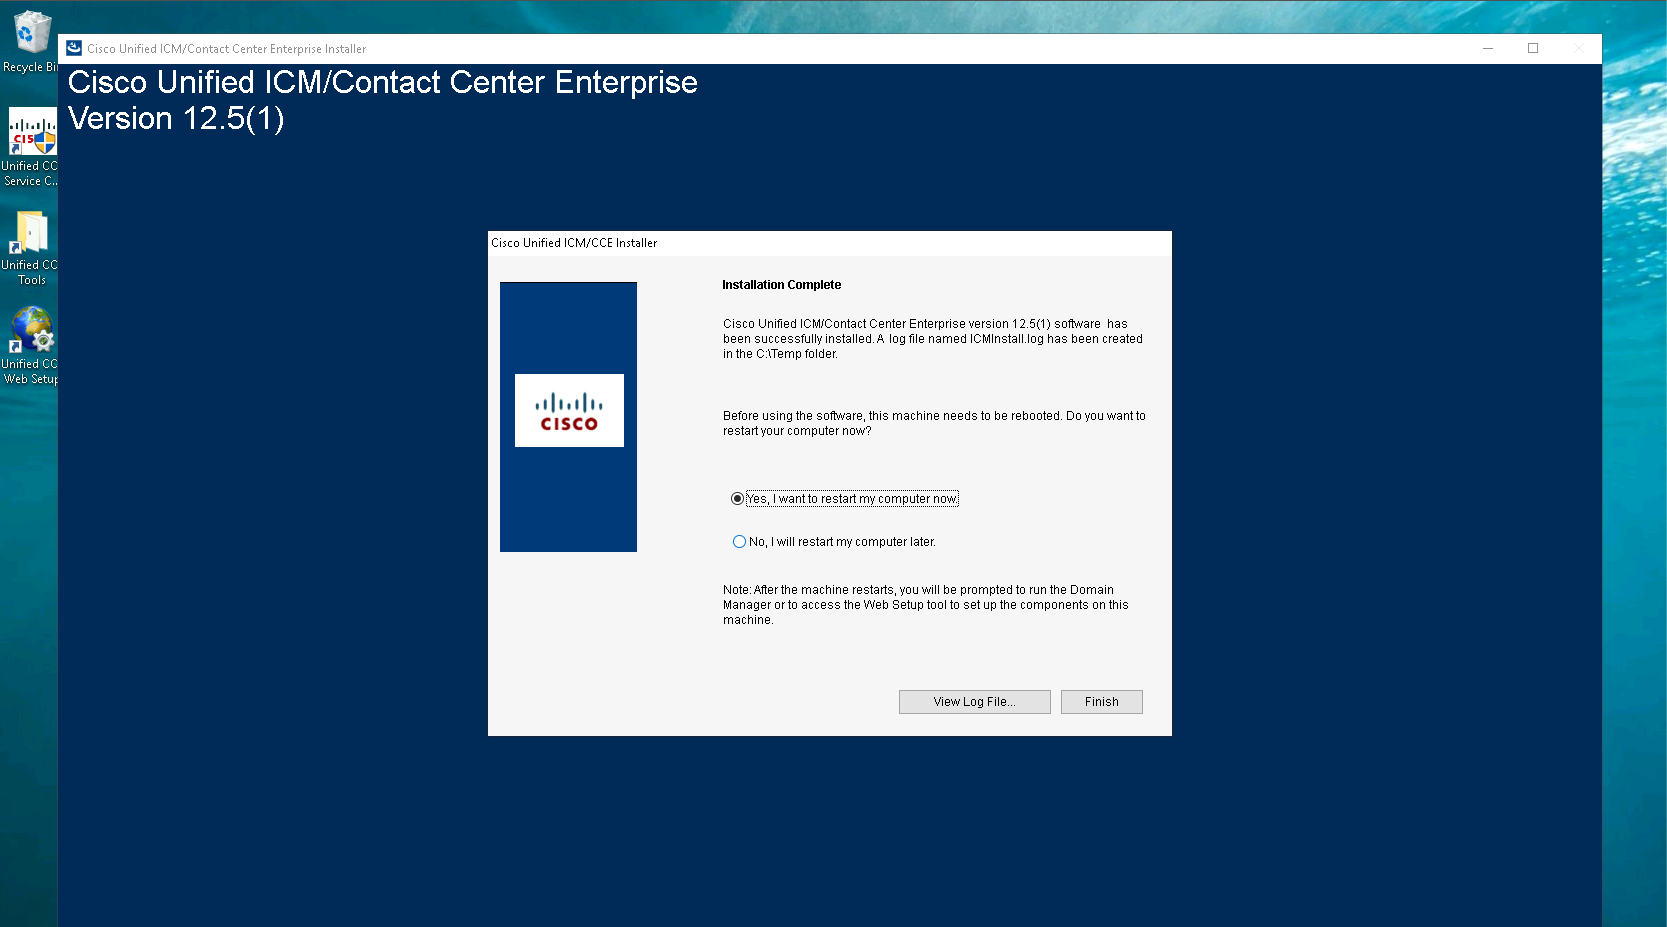 Recycle Bi
Unified CC
Service C...
Unified CC
Tools
Unified CC
Web Setup
Cisco Unified ICM/Contact Center Enterprise Installer
Cisco Unified ICM/Contact Center Enterprise
Version 12.5(1)
Cisco Unified ICM/CCE Installer
CISCO
Installation Complete
Cisco Unified ICM/Contact Center Enterprise version 12.5(1) software  has
been successfully installed. A  log file named ICMInstall.log has been created
in the C:\Temp folder.
Before using the software, this machine needs to be rebooted. Do you want to
restart your computer now?
Yes, I want to restart my computer now.
No, I will restart my computer later.
Note: After the machine restarts, you will be prompted to run the Domain
Manager or to access the Web Setup tool to set up the components on this
machine.
View Log File...
Finish